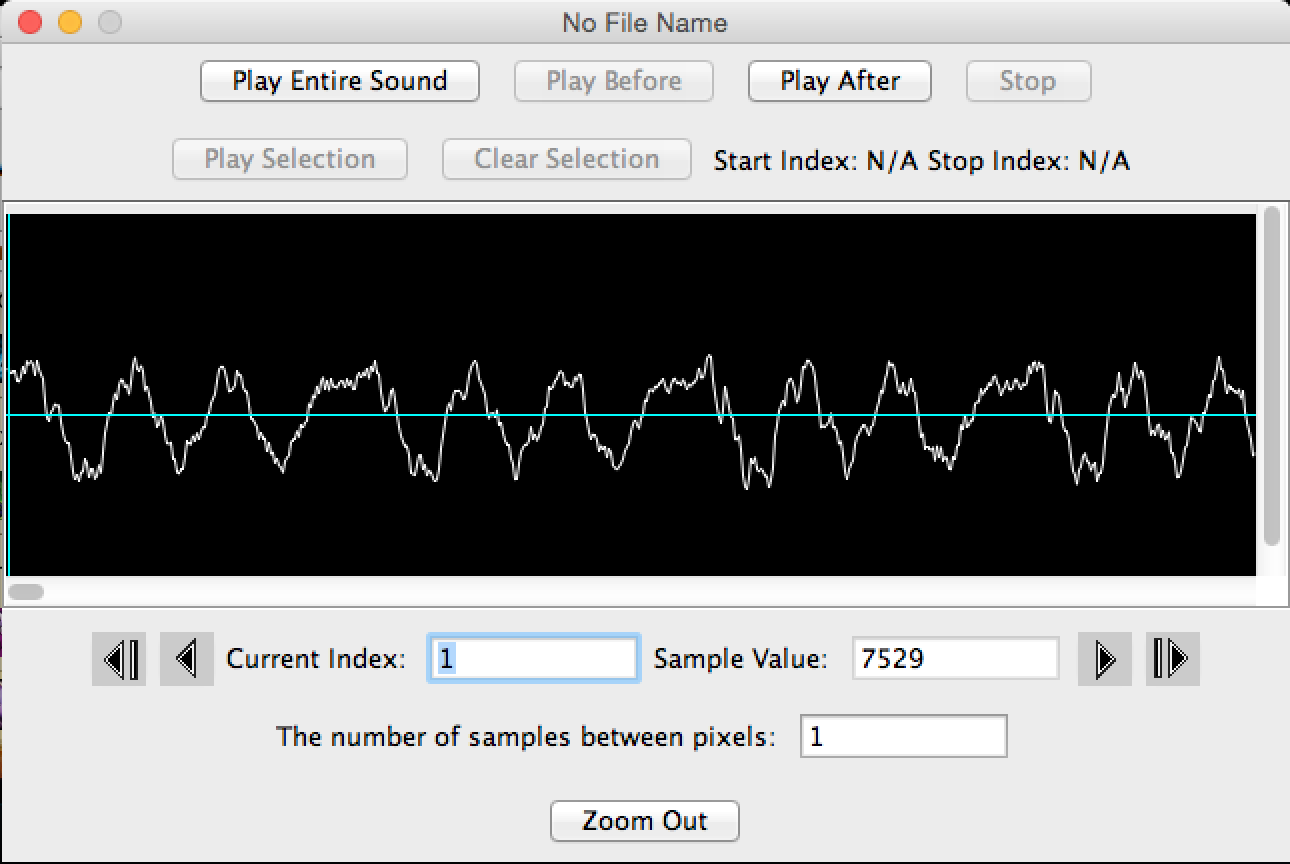 No File Name
Play Entire Sound Play Before Play After Stop
Play Selection Clear Selection Start Index: N/A Stop Index: N/A
Current Index: 1 Sample Value: 7529
The number of samples between pixels: 1
Zoom Out